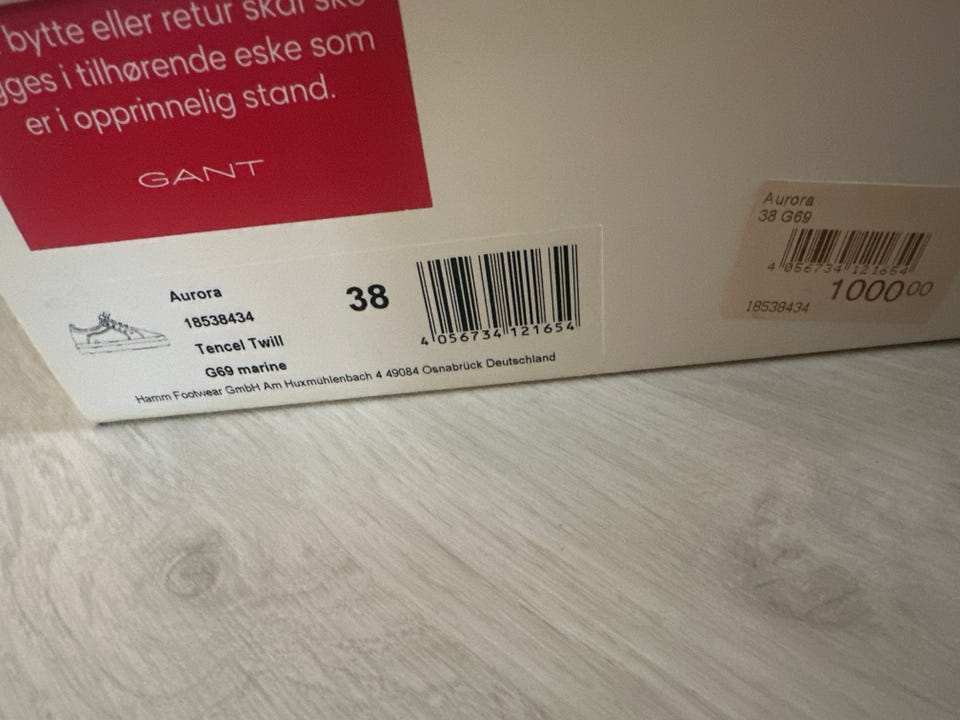 bytte eller retur skal
i tilhørende eske som
er i opprinnelig stand.
GANT
Aurora
18538434
Tencel Twill
G69 marine
38
4 056734 121654
Hamm Footwear GmbH Am Huxmühlenbach 4 49084 Osnabrück Deutschland
Aurora
38 G69
4 056734 121654
1000 00
18538434